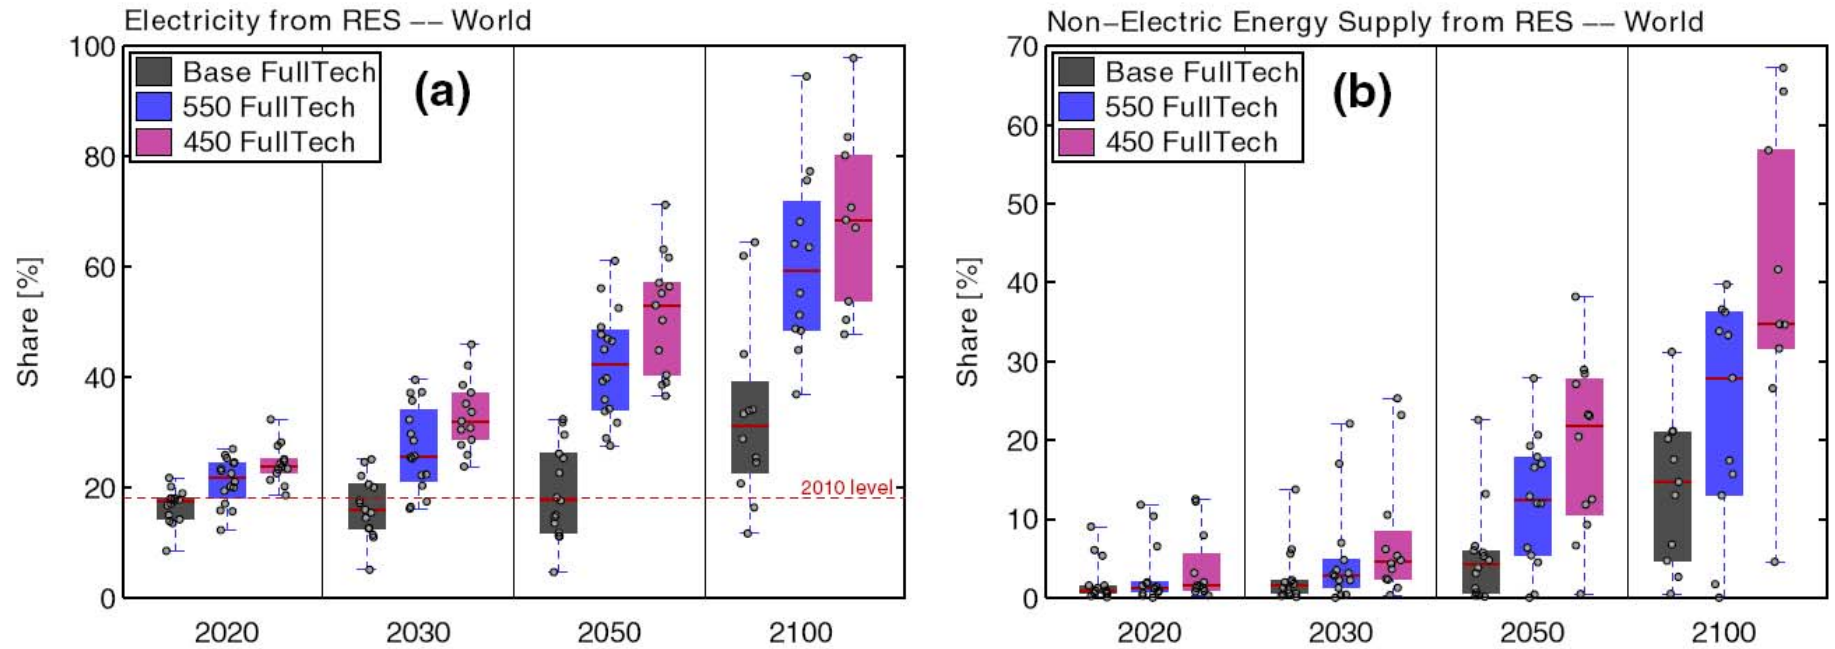 Electricity from RES -- World
100
80
60
40
20
0
Share [%]
Base FullTech
550 FullTech
450 FullTech
(a)
2010 level
2020 2030 2050 2100
Non-Electric Energy Supply from RES -- World
70
60
50
40
30
20
10
0
Share [%]
Base FullTech
550 FullTech
450 FullTech
(b)
2020 2030 2050 2100